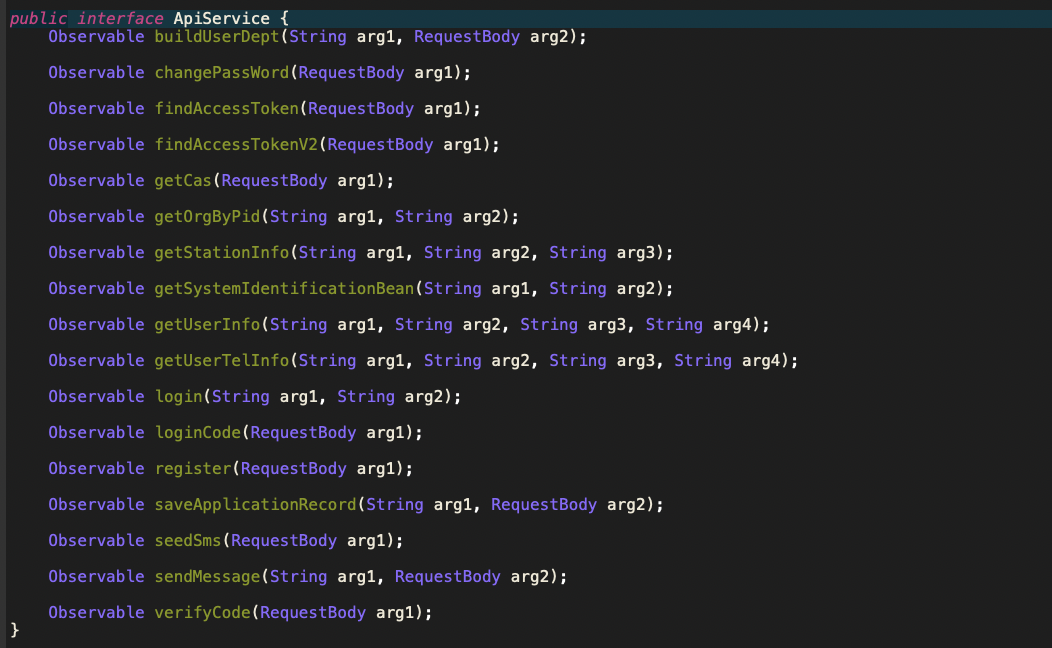 public interface ApiService {
    Observable buildUserDept(String arg1, RequestBody arg2);
    Observable changePassWord(RequestBody arg1);
    Observable findAccessToken(RequestBody arg1);
    Observable findAccessTokenV2(RequestBody arg1);
    Observable getCas(RequestBody arg1);
    Observable getOrgByPid(String arg1, String arg2);
    Observable getStationInfo(String arg1, String arg2, String arg3);
    Observable getSystemIdentificationBean(String arg1, String arg2);
    Observable getUserInfo(String arg1, String arg2, String arg3, String arg4);
    Observable getUserTelInfo(String arg1, String arg2, String arg3, String arg4);
    Observable login(String arg1, String arg2);
    Observable loginCode(RequestBody arg1);
    Observable register(RequestBody arg1);
    Observable saveApplicationRecord(String arg1, RequestBody arg2);
    Observable seedSms(RequestBody arg1);
    Observable sendMessage(String arg1, RequestBody arg2);
    Observable verifyCode(RequestBody arg1);
}